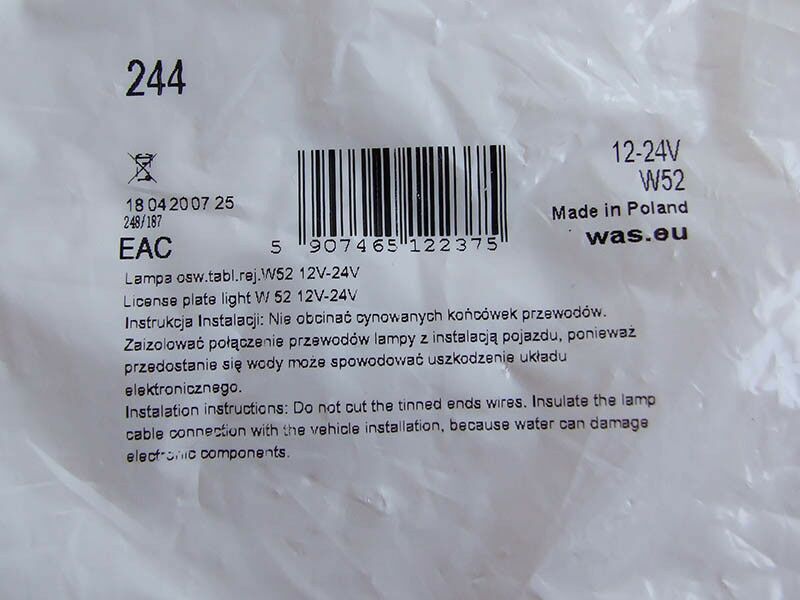 244
12-24V
W52
Made in Poland
was.eu
18 04 2007 25
248/187
EAC
5 907465 122375
Lampa osw.tabl.rej.W52 12V-24V
License plate light W 52 12V-24V
Instrukcja Instalacji: Nie obcinać cynowanych końcówek przewodów.
Zaizolować połączenie przewodów lampy z instalacją pojazdu, ponieważ
przedostanie się wody może spowodować uszkodzenie układu
elektronicznego.
Instalation instructions: Do not cut the tinned ends wires. Insulate the lamp
cable connection with the vehicle installation, because water can damage
electronic components.